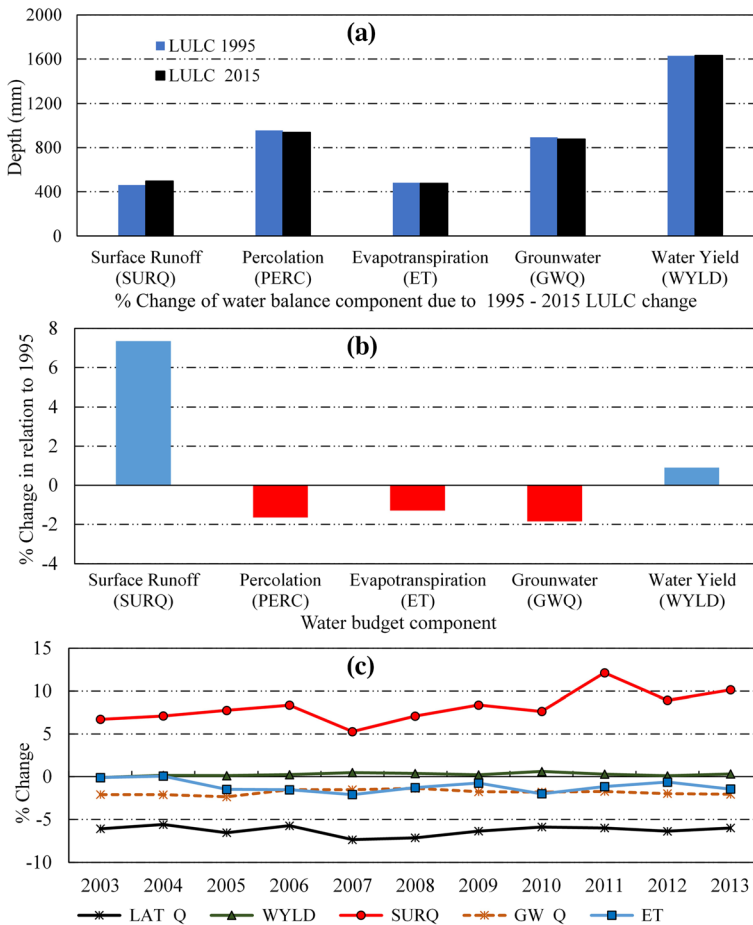 2000
1600
1200
800
400
0
Depth (mm)
(a)
LULC 1995
LULC 2015
Surface Runoff (SURQ)
Percolation (PERC)
Evapotranspiration (ET)
Grounwater (GWQ)
Water Yield (WYLD)
% Change of water balance component due to 1995 - 2015 LULC change
8
6
4
2
0
-2
-4
% Change in relation to 1995
(b)
Surface Runoff (SURQ)
Percolation (PERC)
Evapotranspiration (ET)
Grounwater (GWQ)
Water Yield (WYLD)
Water budget component
15
10
5
0
-5
-10
% Change
(c)
2003 2004 2005 2006 2007 2008 2009 2010 2011 2012 2013
LAT Q WYLD SURQ GW Q ET